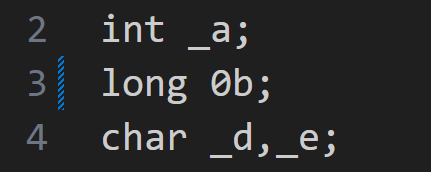 2 int _a;
3 long 0b;
4 char _d,_e;